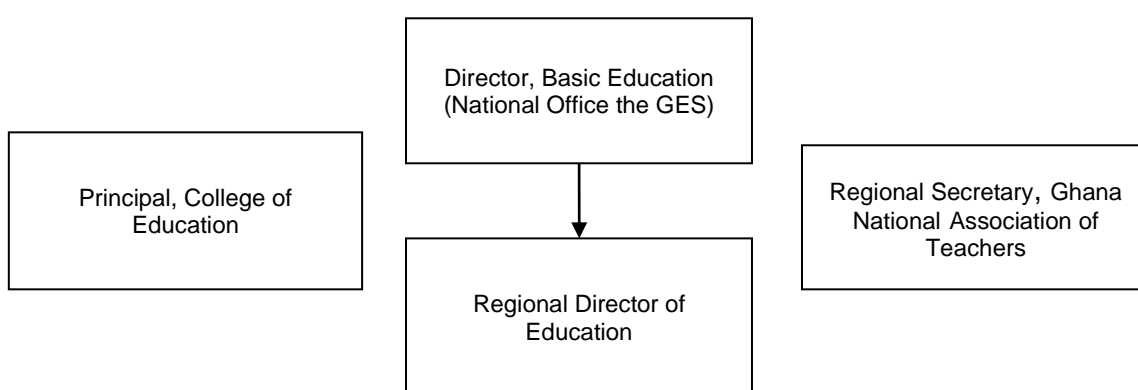 Director, Basic Education
(National Office the GES)
Principal, College of
Education
Regional Secretary, Ghana
National Association of
Teachers
Regional Director of
Education